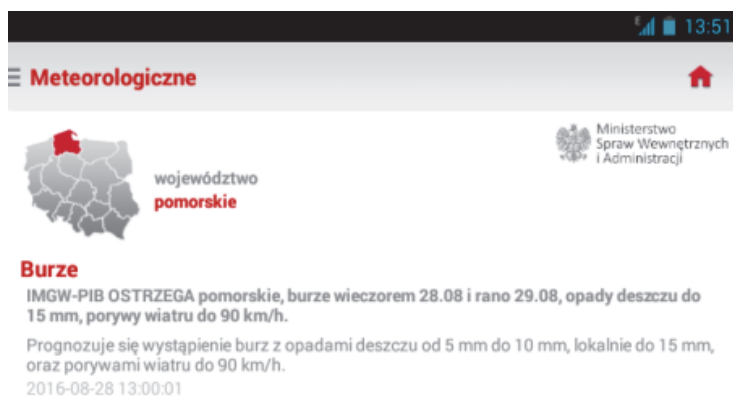 E 13:51
Meteorologiczne
Ministerstwo
Spraw Wewnętrznych
i Administracji
województwo
pomorskie
Burze
IMGW-PIB OSTRZEGA pomorskie, burze wieczorem 28.08 i rano 29.08, opady deszczu do
15 mm, porywy wiatru do 90 km/h.
Prognozuje się wystąpienie burz z opadami deszczu od 5 mm do 10 mm, lokalnie do 15 mm,
oraz porywami wiatru do 90 km/h.
2016-08-28 13:00:01